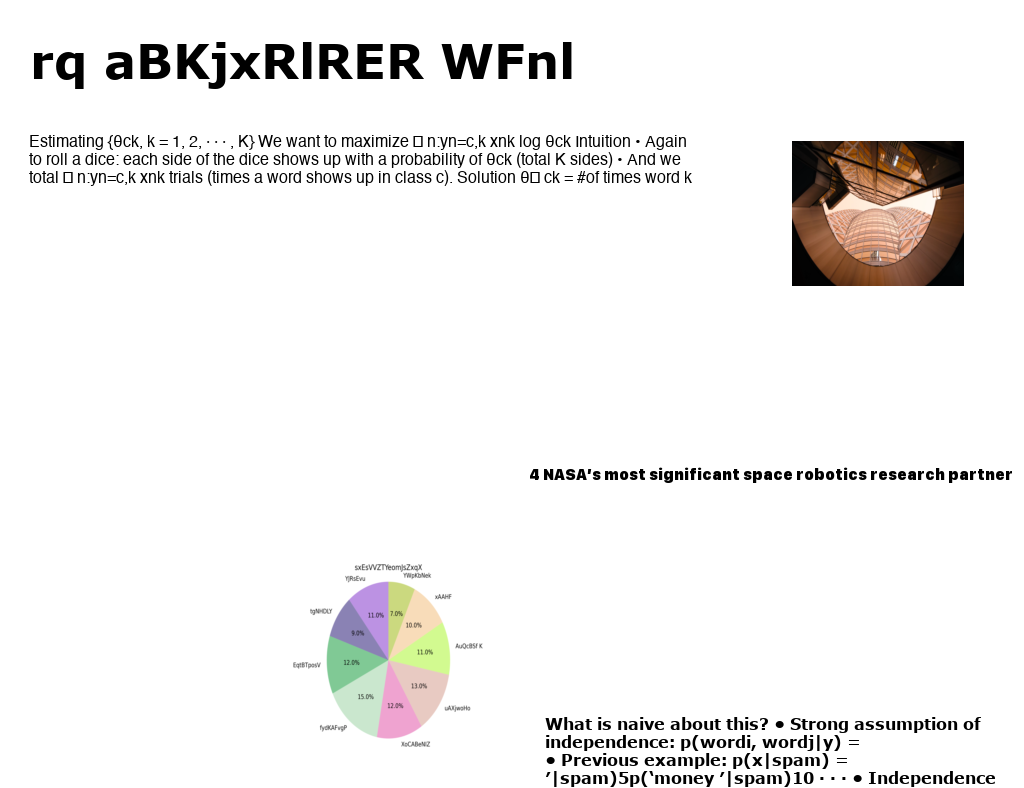 rq aBKjxRlRER WFnl
Estimating {θck, k = 1, 2, · · · , K} We want to maximize □ n:yn=c,k xnk log θck Intuition • Again
to roll a dice: each side of the dice shows up with a probability of θck (total K sides) • And we
total □ n:yn=c,k xnk trials (times a word shows up in class c). Solution θ□ ck = #of times word k
4 NASA's most significant space robotics research partner
sxEsVVZTYeomJsZxqX
YWpKbNek
YJRsEvu
xAAHF
tgNHDLY
7.0%
11.0%
10.0%
9.0%
AuQcBSf K
11.0%
12.0%
EqtBTposV
13.0%
15.0%
12.0%
uAXjwoHo
fydKAFvgP
XoCABeNiZ
What is naive about this? • Strong assumption of
independence: p(wordi, wordj|y) =
• Previous example: p(x|spam) =
’|spam)5p(‘money ’|spam)10 · · · • Independence